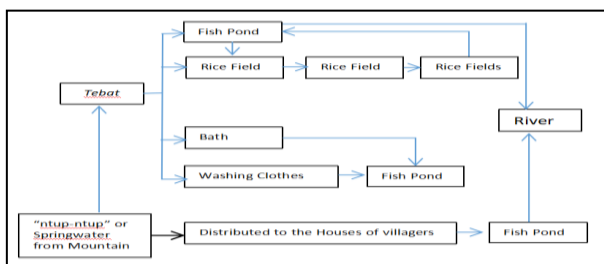 Fish Pond
Rice Field
Rice Field
Rice Fields
Tebat
River
Bath
Washing Clothes
Fish Pond
“ntup-ntup” or
Springwater
from Mountain
Distributed to the Houses of villagers
Fish Pond